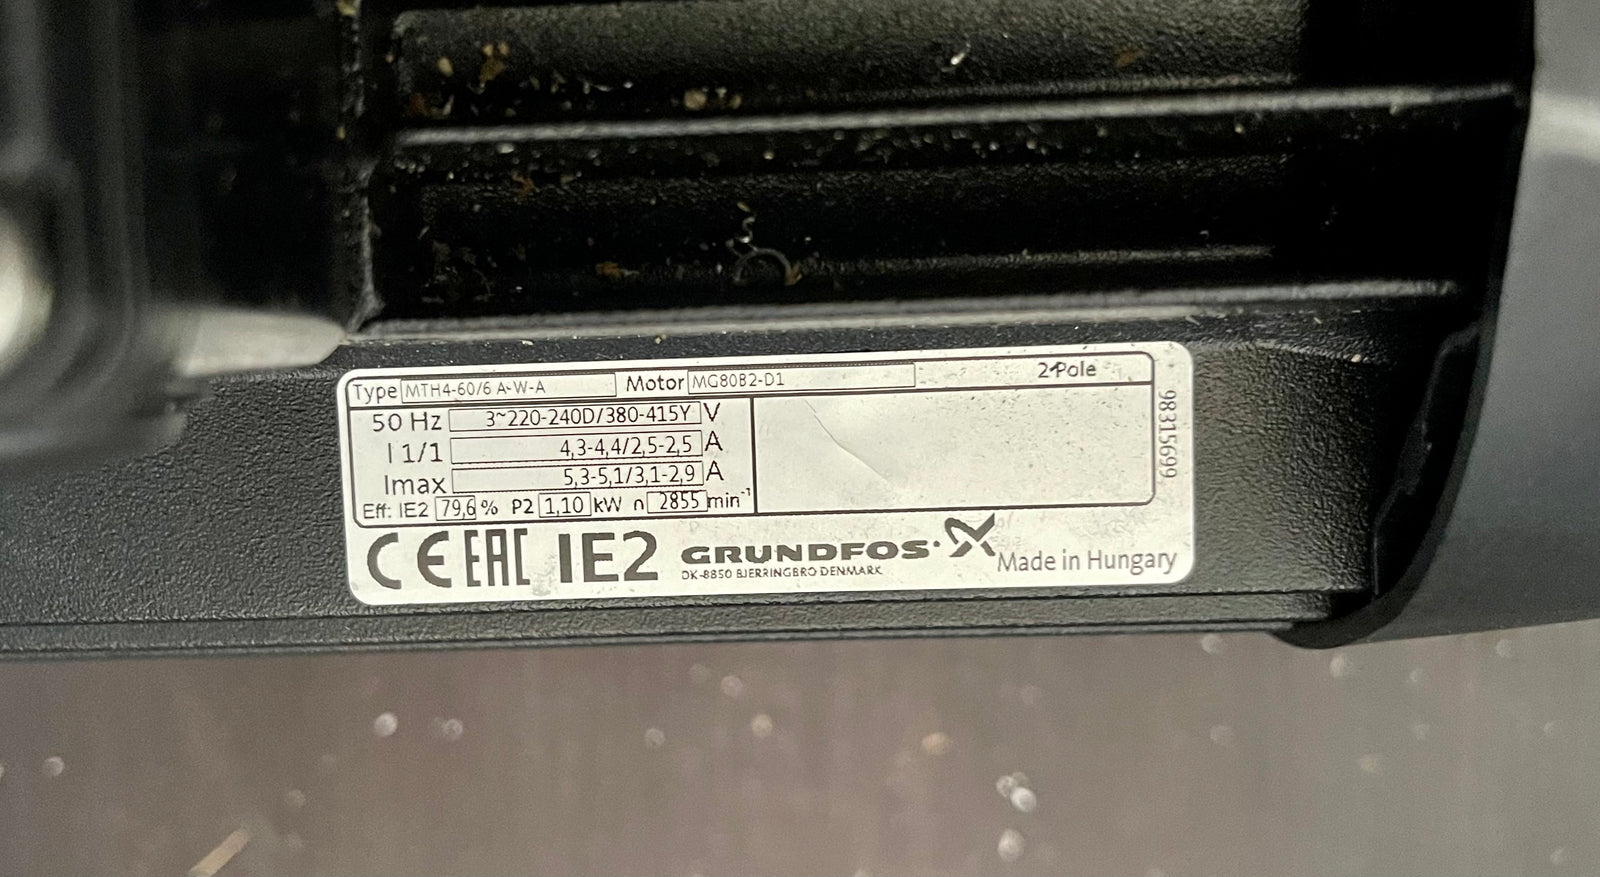 Type MTH4-60/6 A-W-A Motor MG80B2-D1 2-Pole
50 Hz 3~220-240D/380-415Y V
I 1/1 4,3-4,4/2,5-2,5 A
Imax 5,3-5,1/3,1-2,9 A
Eff: IE2 79,6 % P2 1,10 kW n 2855 min⁻¹
98315699
CE EAC IE2 GRUNDFOS
DK-8850 BJERRINGBRO DENMARK
Made in Hungary